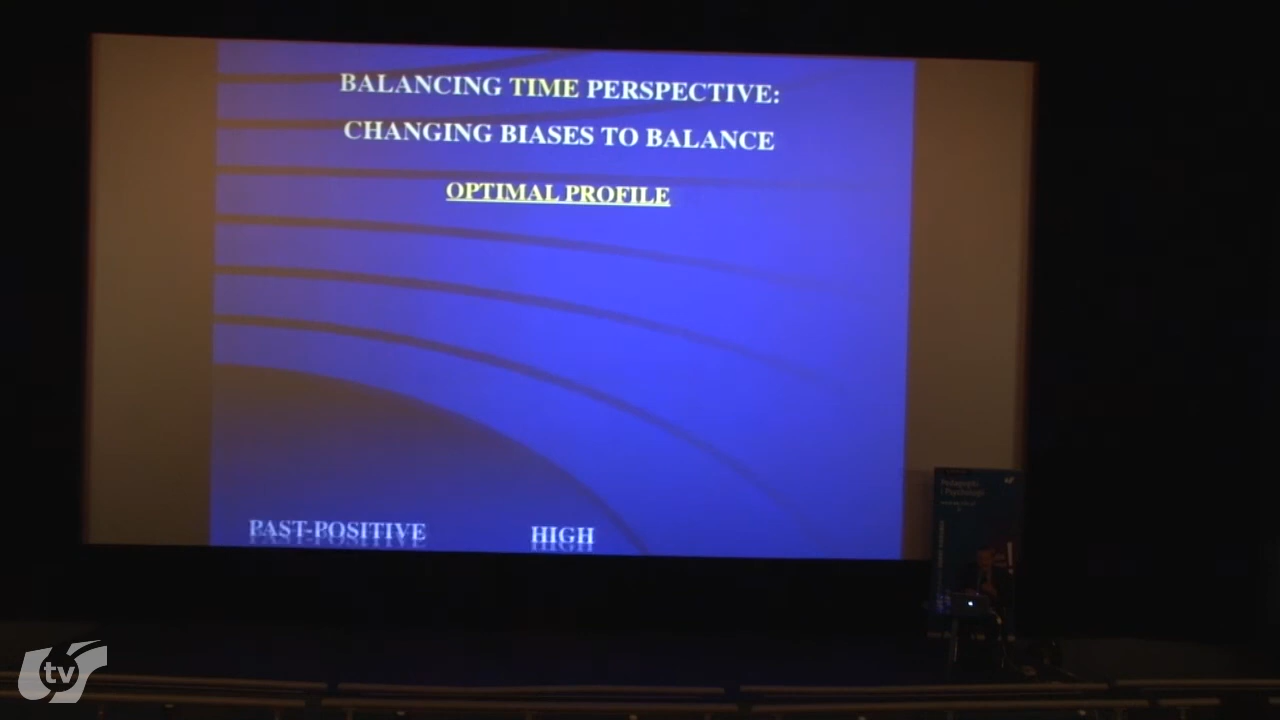 BALANCING TIME PERSPECTIVE:
CHANGING BIASES TO BALANCE
OPTIMAL PROFILE
PAST-POSITIVE HIGH
tv